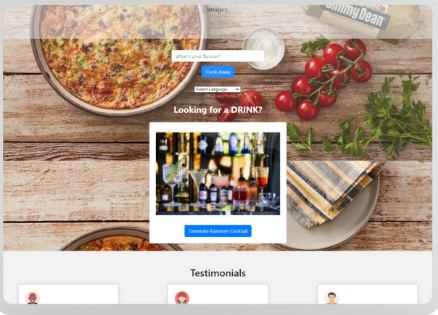 images.
Jimmy Dean
What's your flavour?
Cook Away
Select Language
Looking for a DRINK?
Generate Random Cocktail
Testimonials